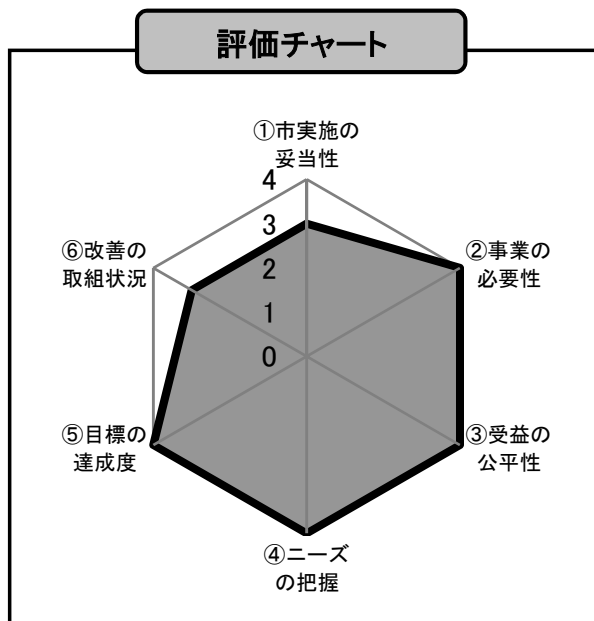 評価チャート
①市実施の
妥当性
4
3
2
1
0
②事業の
必要性
③受益の
公平性
④ニーズ
の把握
⑤目標の
達成度
⑥改善の
取組状況